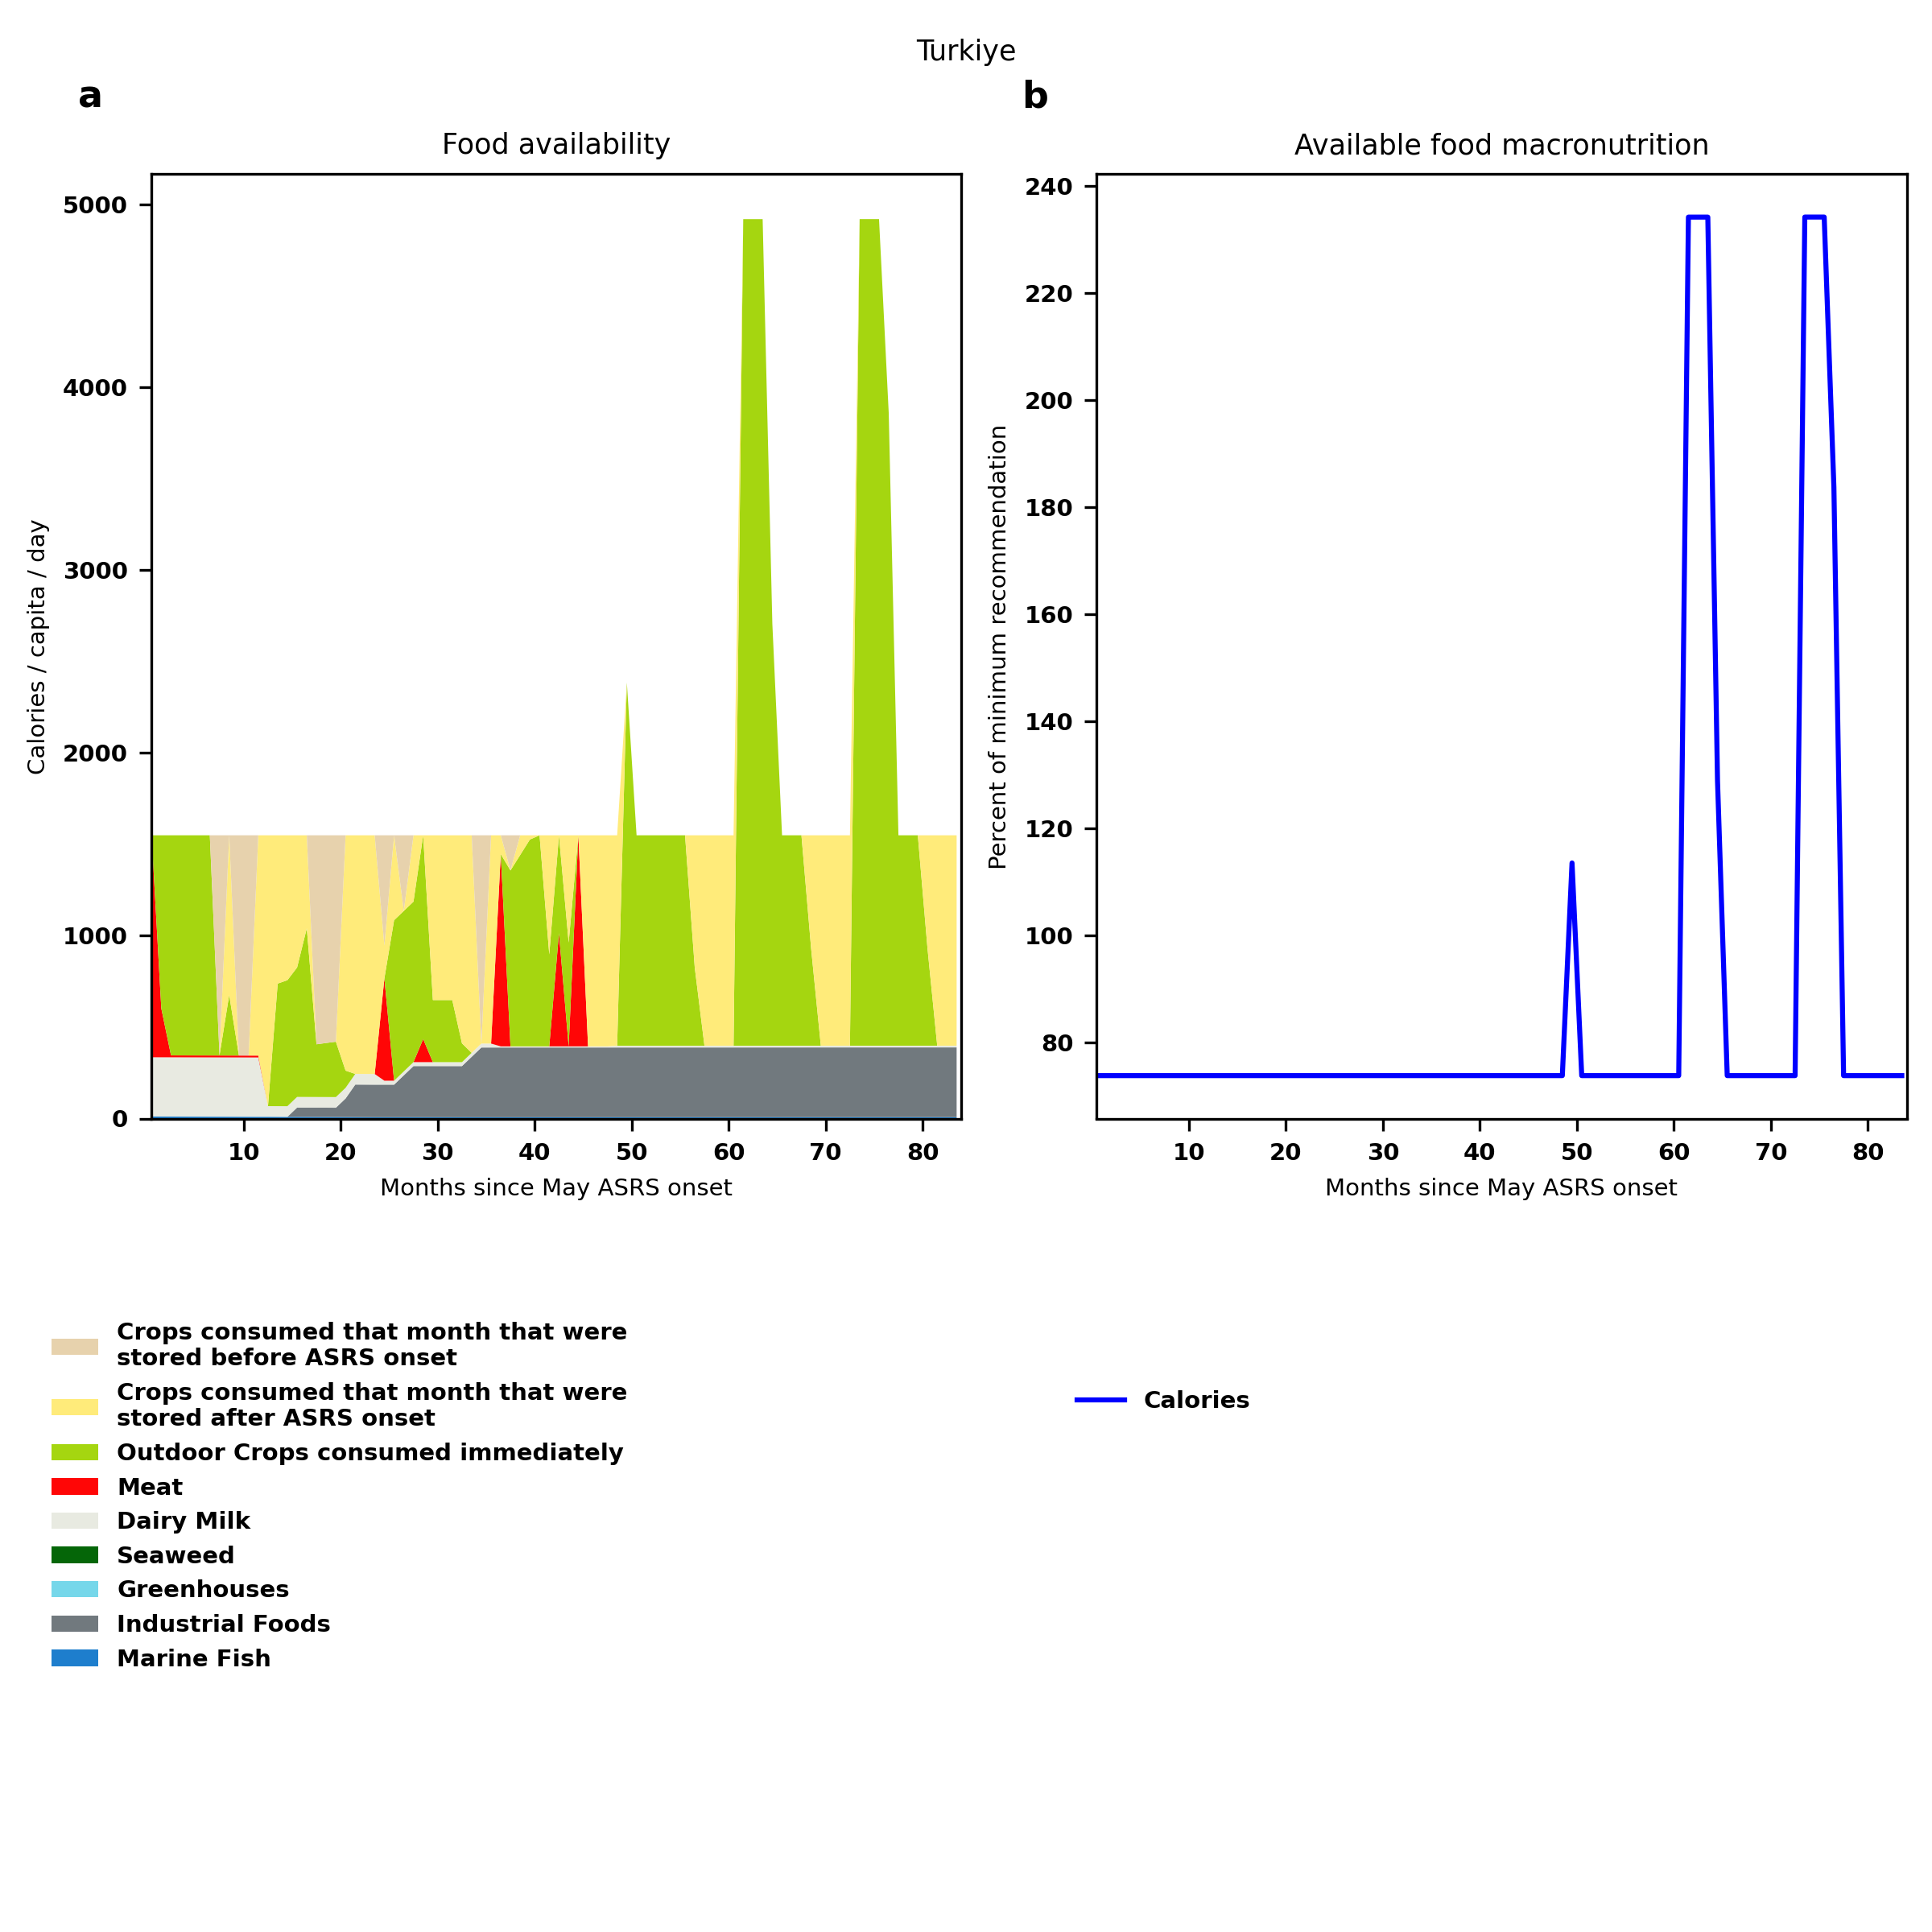 Turkiye
a
b
Food availability
Available food macronutrition
Calories / capita / day
5000
4000
3000
2000
1000
0
10 20 30 40 50 60 70 80
Months since May ASRS onset
Percent of minimum recommendation
240
220
200
180
160
140
120
100
80
10 20 30 40 50 60 70 80
Months since May ASRS onset
Crops consumed that month that were
stored before ASRS onset
Crops consumed that month that were
stored after ASRS onset
Outdoor Crops consumed immediately
Meat
Dairy Milk
Seaweed
Greenhouses
Industrial Foods
Marine Fish
Calories